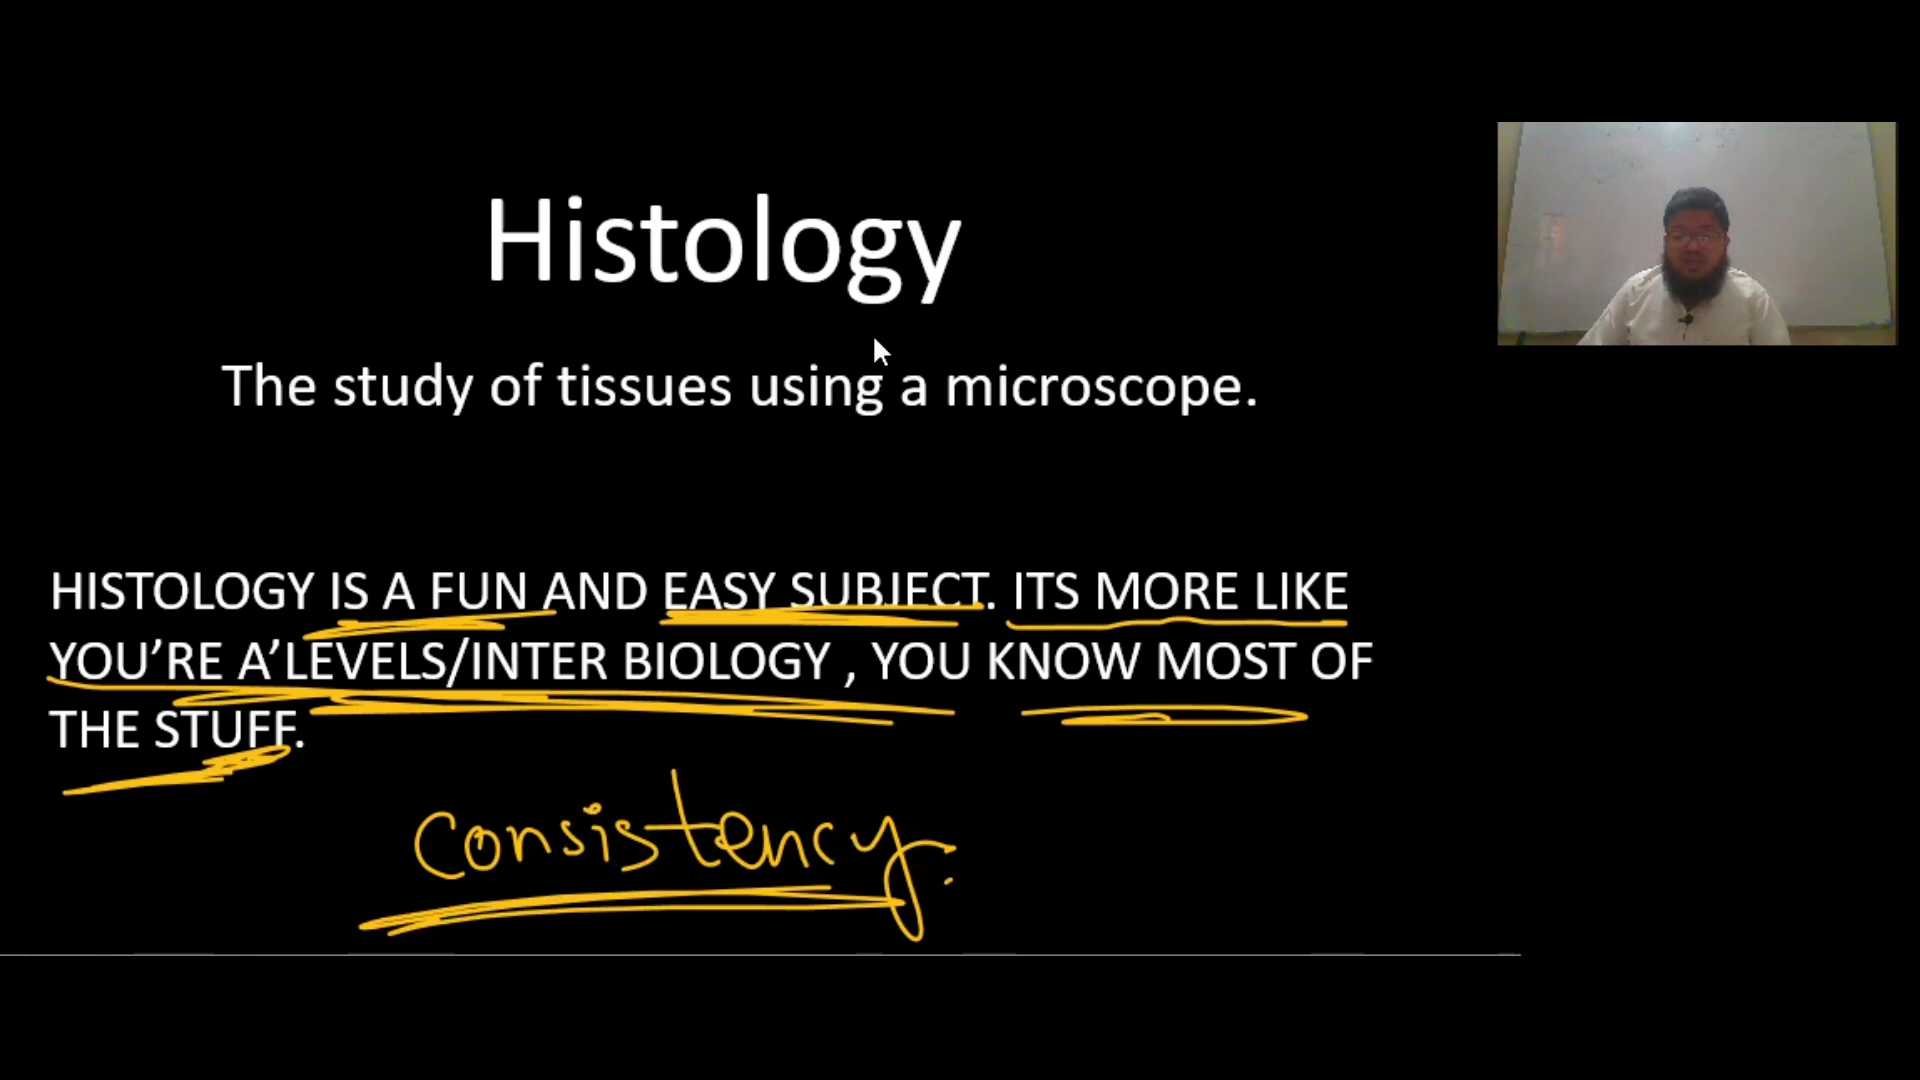 Histology
The study of tissues using a microscope.
HISTOLOGY IS A FUN AND EASY SUBJECT. ITS MORE LIKE
YOU’RE A’LEVELS/INTER BIOLOGY , YOU KNOW MOST OF
THE STUFF.
consistency.